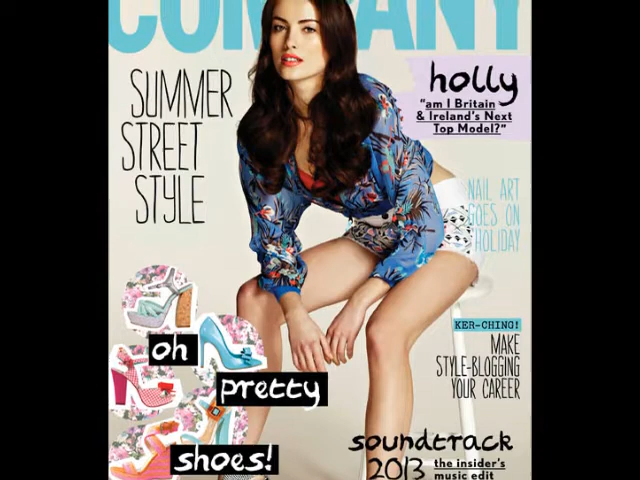 COMPANY
SUMMER
STREET
STYLE
holly
"am I Britain
& Ireland's Next
Top Model?"
NAIL ART
GOES ON
HOLIDAY
KER-CHING!
MAKE
STYLE-BLOGGING
YOUR CAREER
oh
pretty
shoes!
soundtrack
2013 the insider's
music edit